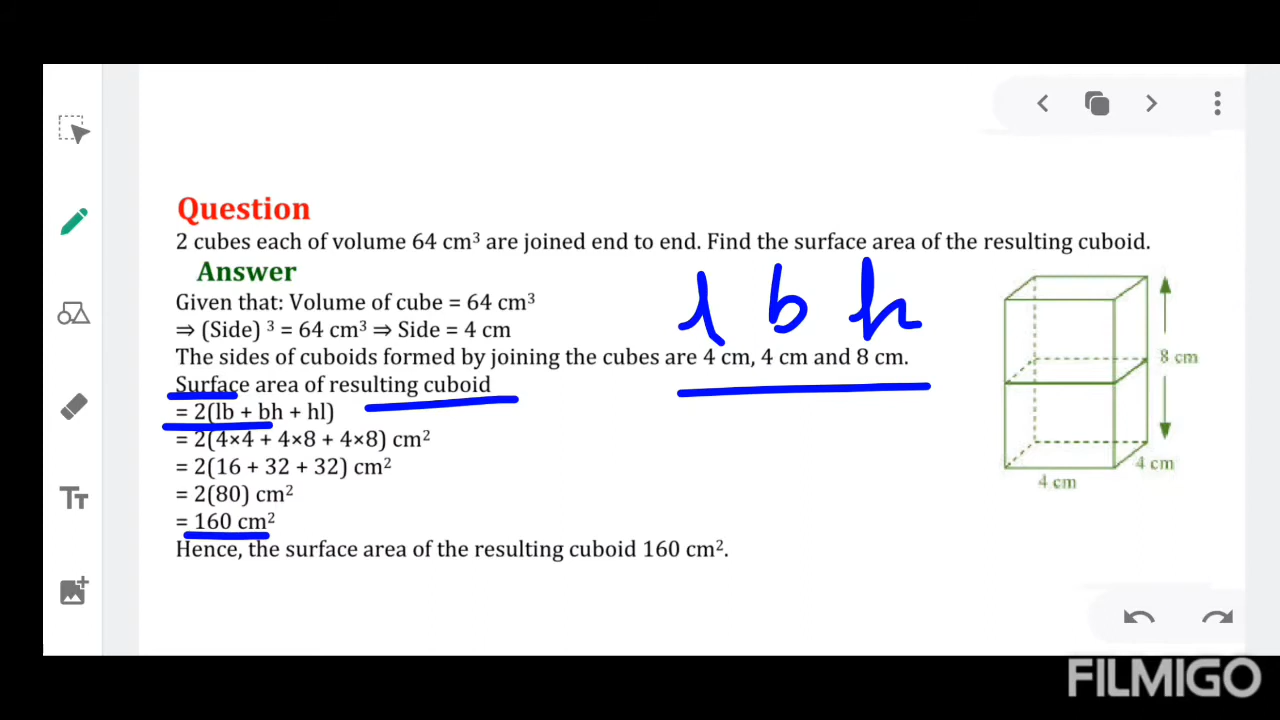 Question
2 cubes each of volume 64 cm³ are joined end to end. Find the surface area of the resulting cuboid.
Answer
Given that: Volume of cube = 64 cm³
⇒ (Side) ³ = 64 cm³ ⇒ Side = 4 cm
l b h
The sides of cuboids formed by joining the cubes are 4 cm, 4 cm and 8 cm.
Surface area of resulting cuboid
= 2(lb + bh + hl)
= 2(4×4 + 4×8 + 4×8) cm²
= 2(16 + 32 + 32) cm²
= 2(80) cm²
= 160 cm²
Hence, the surface area of the resulting cuboid 160 cm².
8 cm
4 cm
4 cm
TT
FILMIGO